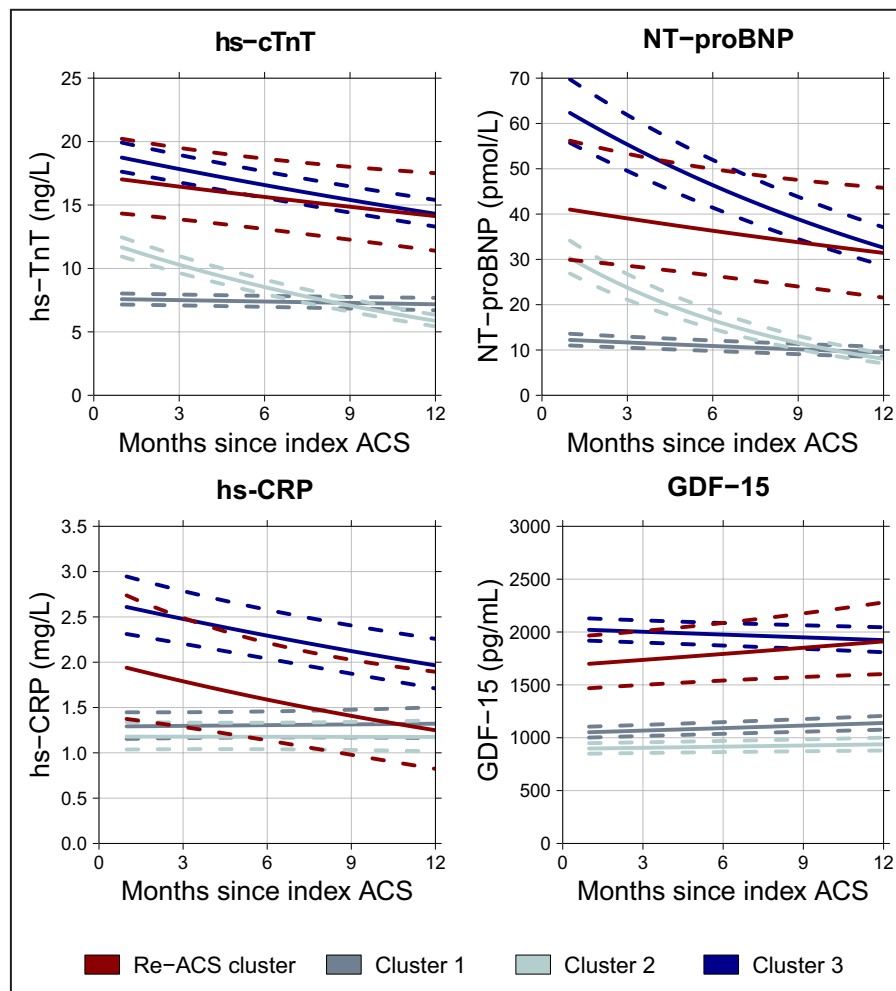 hs−cTnT
NT−proBNP
hs−TnT (ng/L)
25
20
15
10
5
0
0 3 6 9 12
Months since index ACS
NT−proBNP (pmol/L)
70
60
50
40
30
20
10
0
0 3 6 9 12
Months since index ACS
hs-CRP
GDF−15
hs−CRP (mg/L)
3.5
3.0
2.5
2.0
1.5
1.0
0.5
0.0
0 3 6 9 12
Months since index ACS
GDF−15 (pg/mL)
3000
2500
2000
1500
1000
500
0
0 3 6 9 12
Months since index ACS
Re−ACS cluster Cluster 1 Cluster 2 Cluster 3